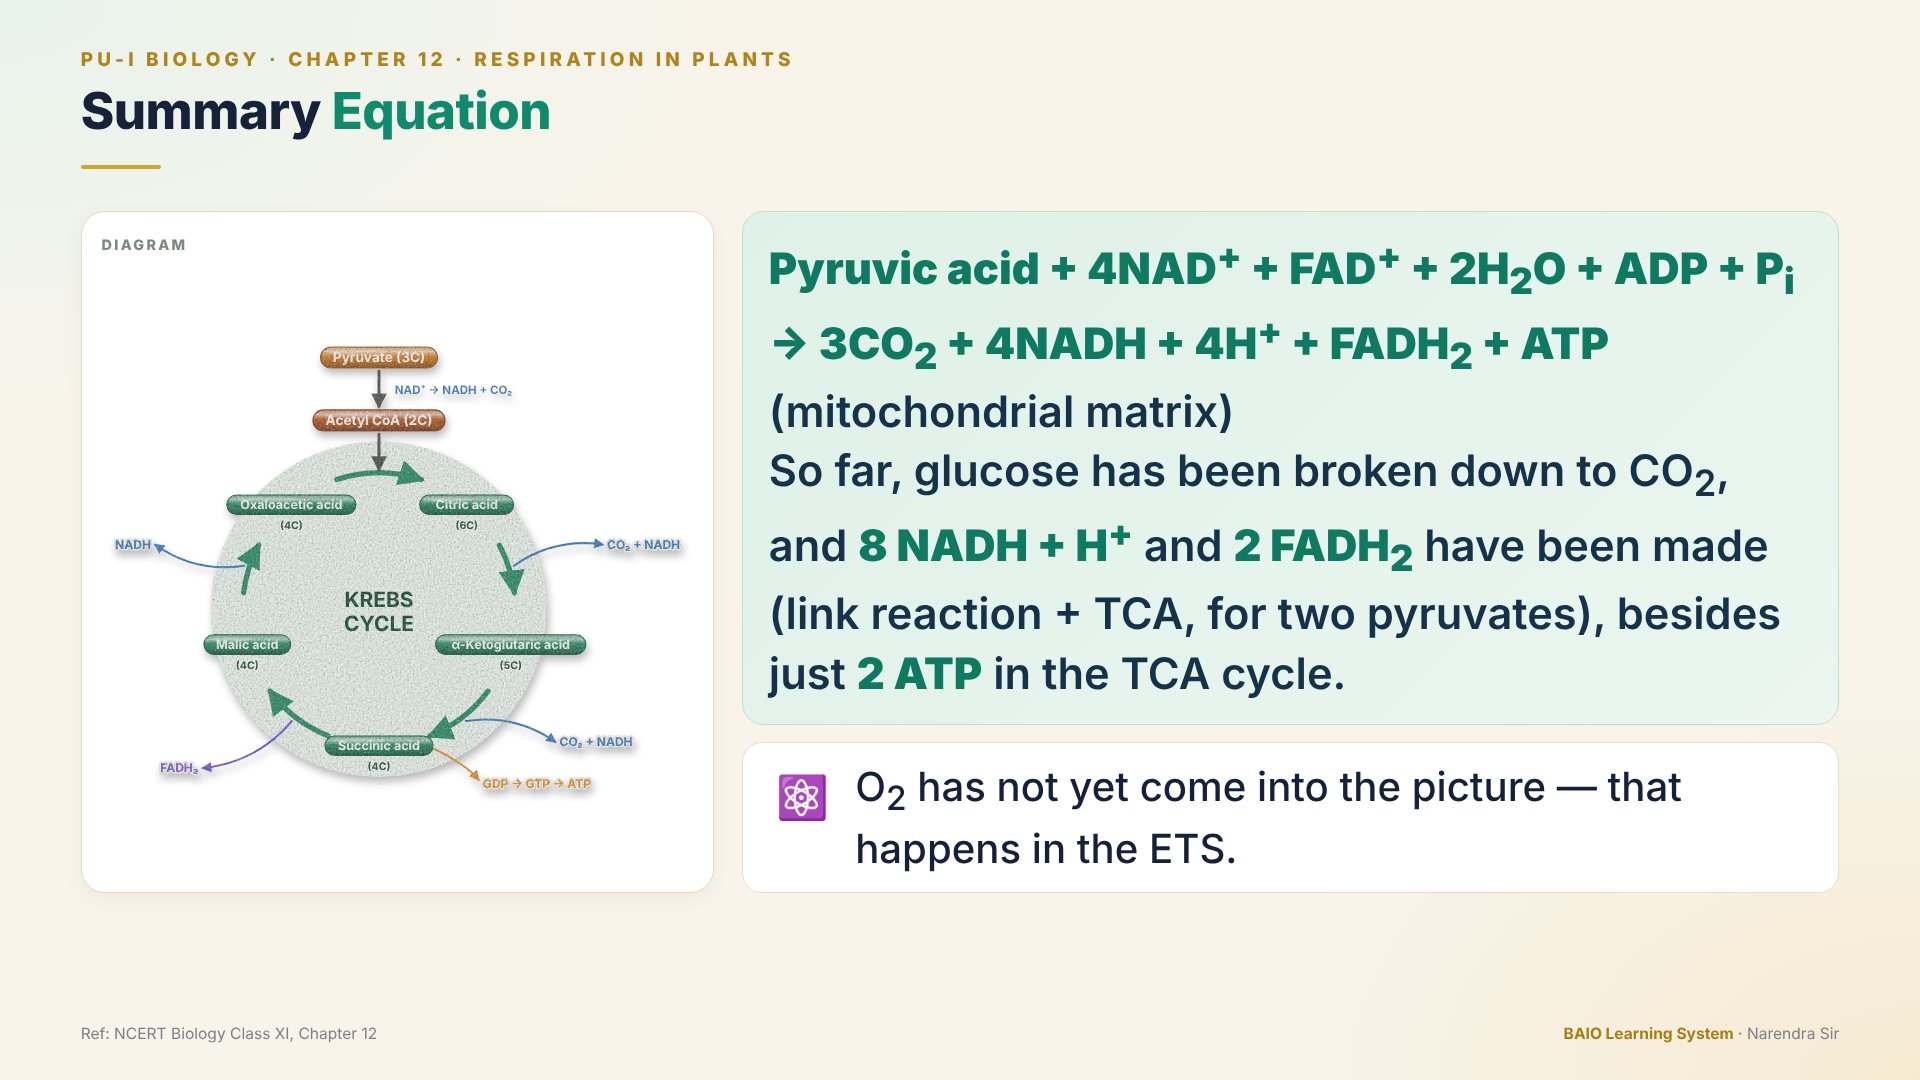 PU-I BIOLOGY · CHAPTER 12 · RESPIRATION IN PLANTS
Summary Equation
DIAGRAM
Pyruvate (3C)
NAD⁺ → NADH + CO₂
Acetyl CoA (2C)
Oxaloacetic acid
(4C)
Citric acid
(6C)
NADH
CO₂ + NADH
KREBS
CYCLE
Malic acid
(4C)
α-Ketoglutaric acid
(5C)
Succinic acid
(4C)
CO₂ + NADH
FADH₂
GDP → GTP → ATP
Pyruvic acid + 4NAD⁺ + FAD⁺ + 2H₂O + ADP + Pᵢ
→ 3CO₂ + 4NADH + 4H⁺ + FADH₂ + ATP
(mitochondrial matrix)
So far, glucose has been broken down to CO₂,
and 8 NADH + H⁺ and 2 FADH₂ have been made
(link reaction + TCA, for two pyruvates), besides
just 2 ATP in the TCA cycle.
O₂ has not yet come into the picture — that
happens in the ETS.
Ref: NCERT Biology Class XI, Chapter 12
BAIO Learning System · Narendra Sir